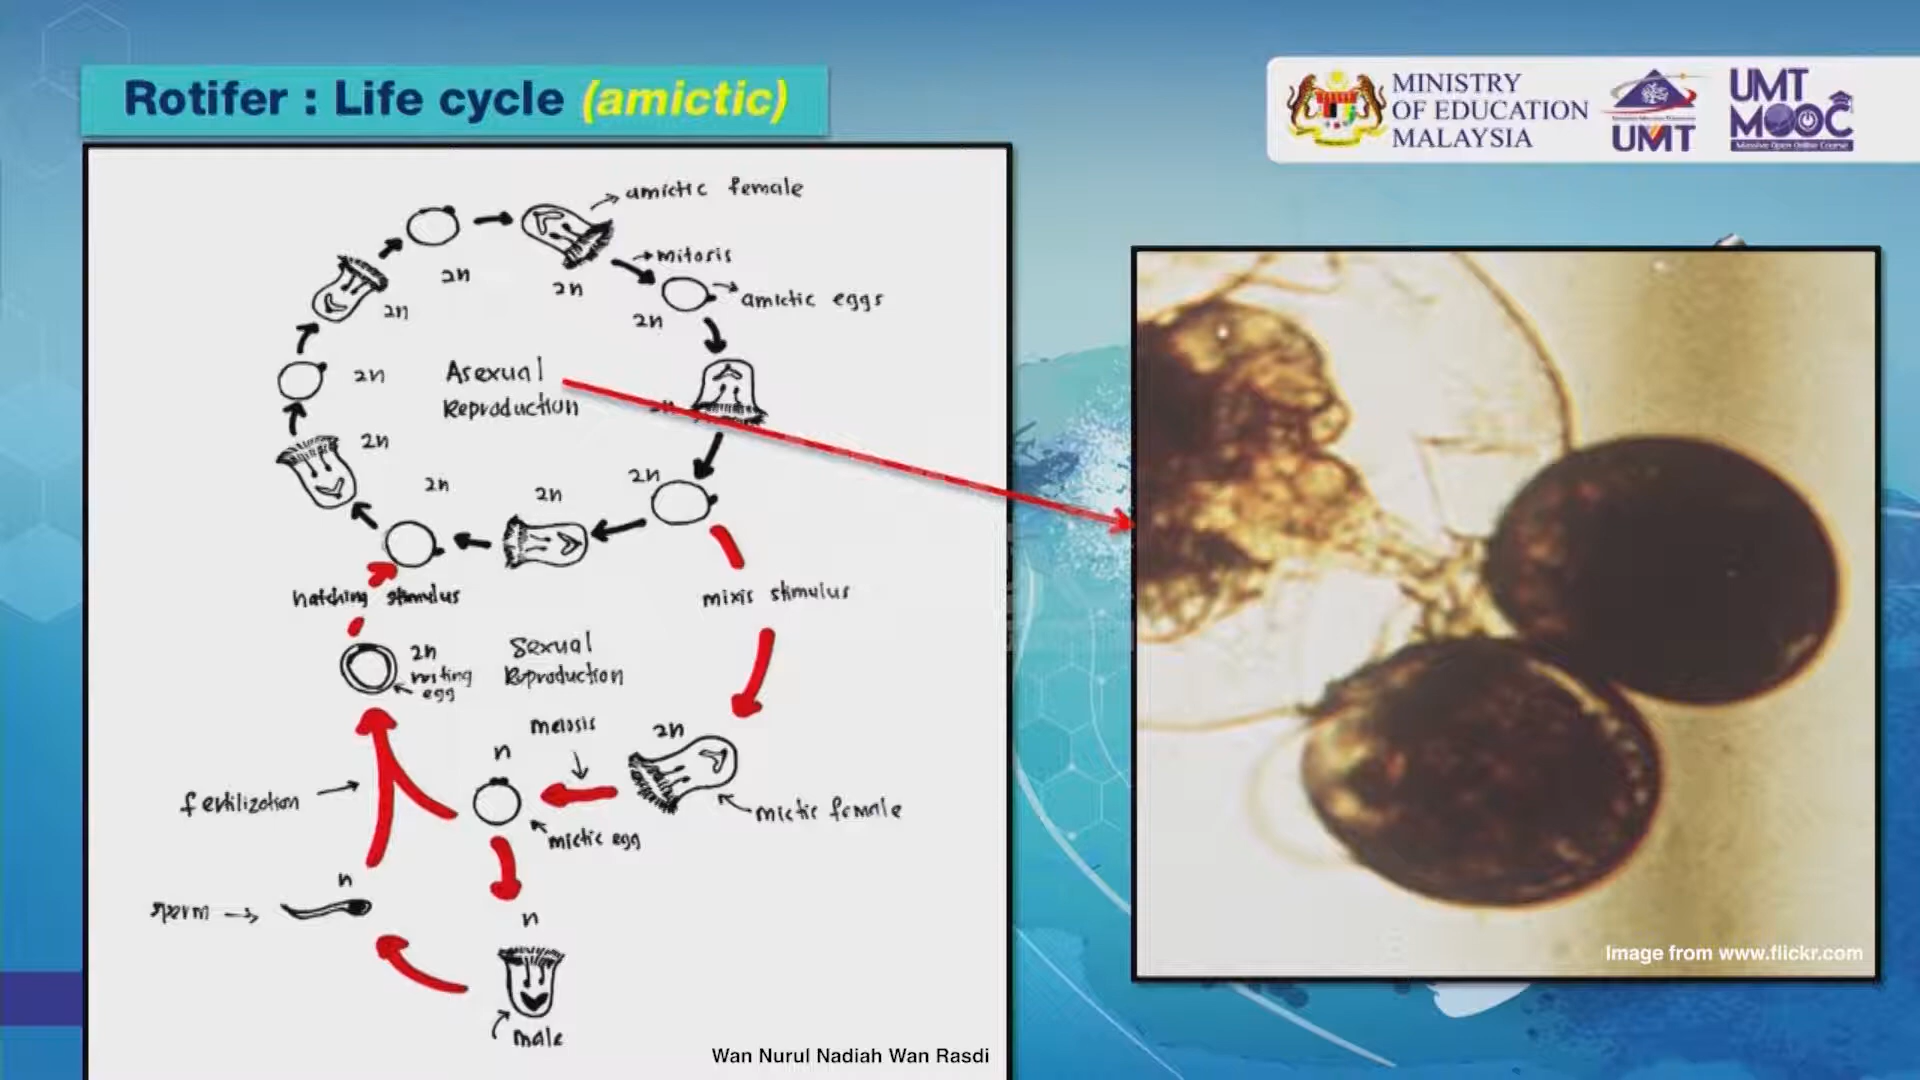 Rotifer : Life cycle (amictic)
MINISTRY
OF EDUCATION
MALAYSIA
UMT
UMT
MOOC
Massive Open Online Course
amictic female
mitosis
2n
2n
2n
amictic eggs
2n
2n
Asexual
Reproduction
2n
2n
2n
2n
2n
hatching stimulus
mixis stimulus
2n
resting
egg
Sexual
Reproduction
meiosis
2n
n
fertilization
mictic female
mictic egg
n
sperm
n
male
Wan Nurul Nadiah Wan Rasdi
Image from www.flickr.com